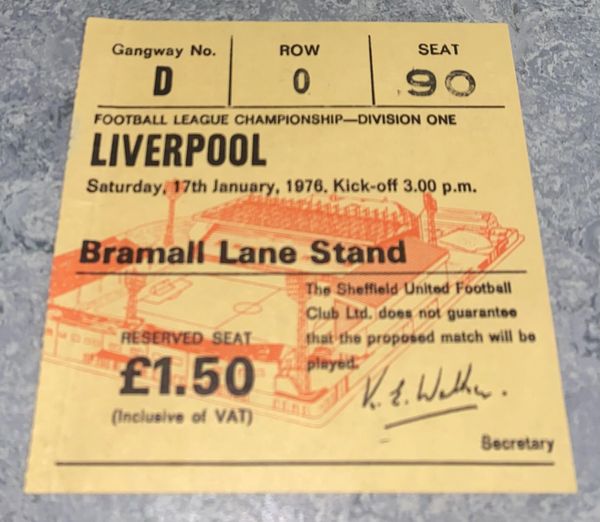 Gangway No. ROW SEAT
D O 90
FOOTBALL LEAGUE CHAMPIONSHIP—DIVISION ONE
LIVERPOOL
Saturday, 17th January, 1976. Kick-off 3.00 p.m.
Bramall Lane Stand
The Sheffield United Football
Club Ltd. does not guarantee
that the proposed match will be
played.
RESERVED SEAT
£1.50
(Inclusive of VAT)
K. E. Walker.
Secretary